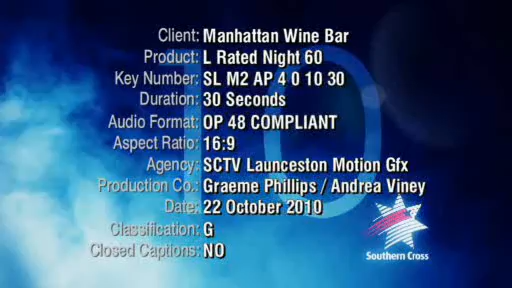 Client: Manhattan Wine Bar
Product: L Rated Night 60
Key Number: SL M2 AP 4 0 10 30
Duration: 30 Seconds
Audio Format: OP 48 COMPLIANT
Aspect Ratio: 16:9
Agency: SCTV Launceston Motion Gfx
Production Co.: Graeme Phillips / Andrea Viney
Date: 22 October 2010
Classification: G
Closed Captions: NO
Southern Cross
10